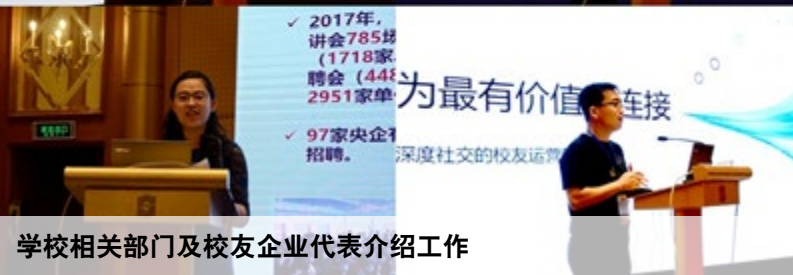 ✓ 2017年,
讲会785场
(1718家
聘会(448
2951家单
✓ 97家央企
招聘。
为最有价值 连接
深度社交的校友运营
学校相关部门及校友企业代表介绍工作